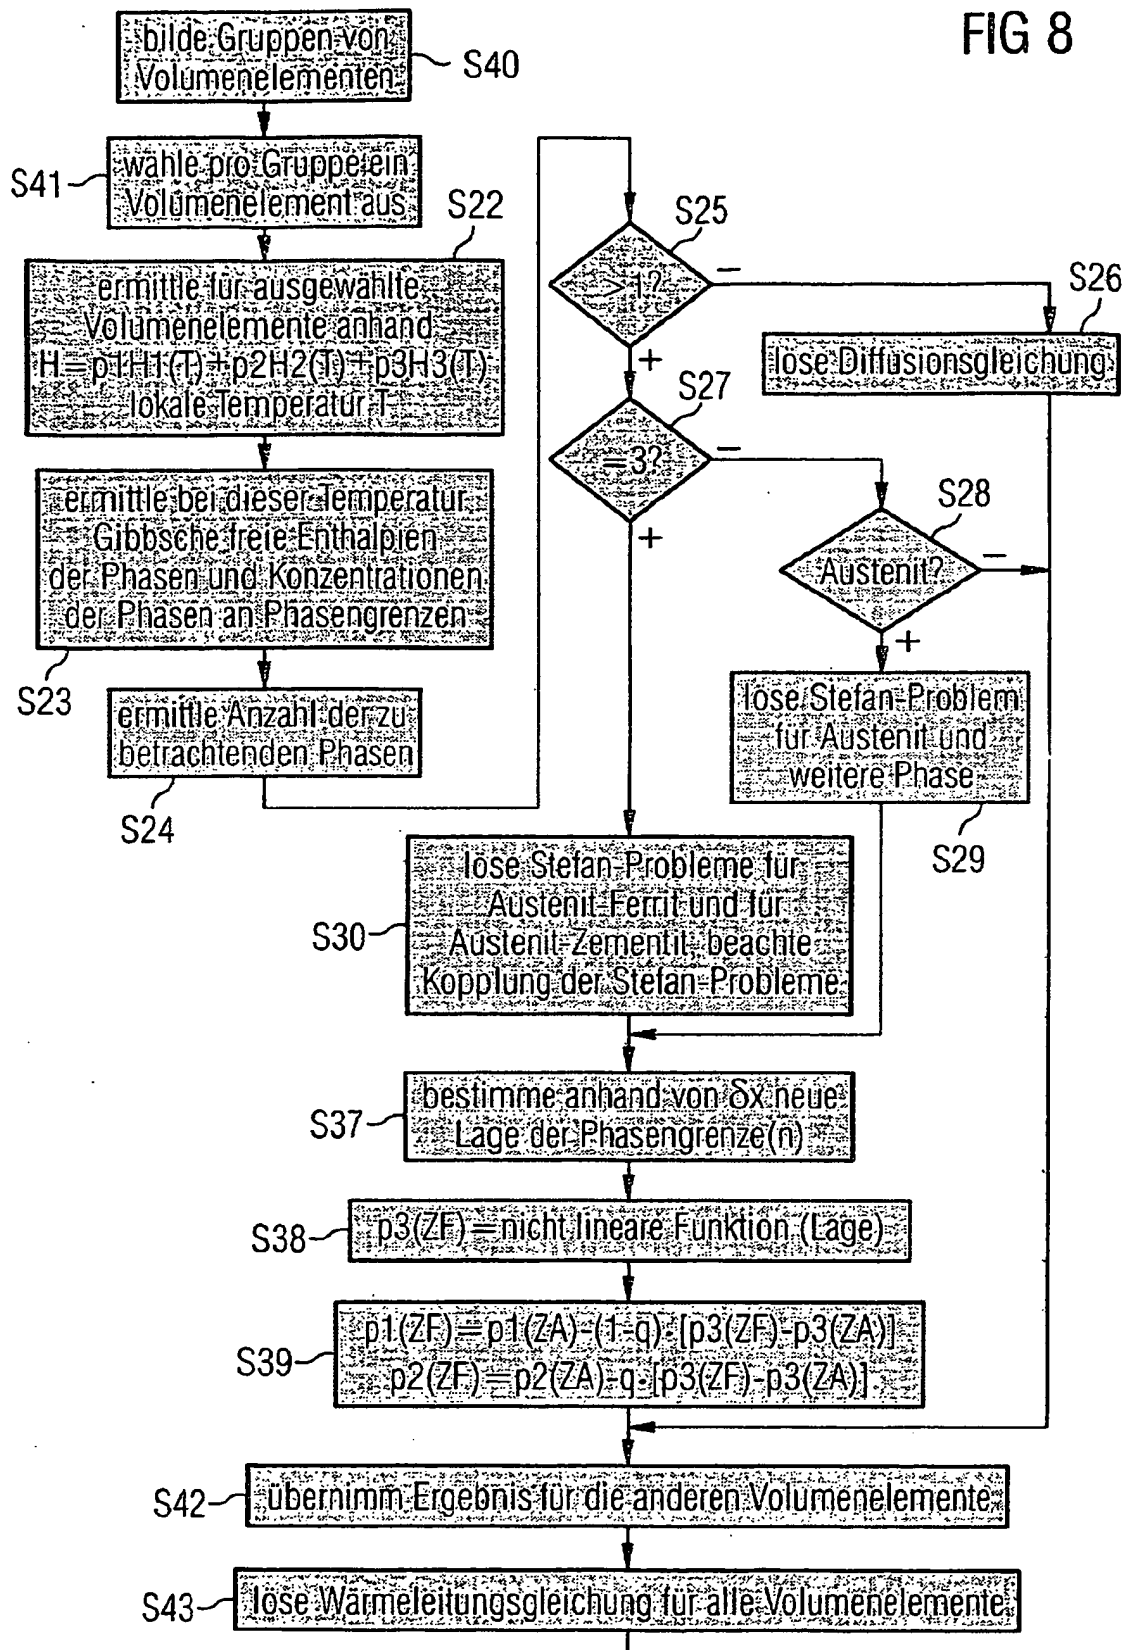 FIG 8
bilde Gruppen von
Volumenelementen
S40
wähle pro Gruppe ein
Volumenelement aus
S41
S22
ermittle für ausgewählte
Volumenelemente anhand
H=p1H1(T)+p2H2(T)+p3H3(T)
lokale Temperatur T
ermittle bei dieser Temperatur
Gibbsche freie Enthalpien
der Phasen und Konzentrationen
der Phasen an Phasengrenzen
S23
ermittle Anzahl der zu
betrachtenden Phasen
S24
S25
>1?
–
+
S26
löse Diffusionsgleichung
S27
=3?
–
+
S28
Austenit?
–
+
löse Stefan-Problem
für Austenit und
weitere Phase
S29
löse Stefan-Probleme für
Austenit-Ferrit und für
Austenit-Zementit, beachte
Kopplung der Stefan-Probleme
S30
bestimme anhand von δx neue
Lage der Phasengrenze(n)
S37
p3(ZF)=nicht lineare Funktion (Lage)
S38
p1(ZF)=p1(ZA)-(1-q)·[p3(ZF)-p3(ZA)]
p2(ZF)=p2(ZA)-q·[p3(ZF)-p3(ZA)]
S39
übernimm Ergebnis für die anderen Volumenelemente
S42
löse Wärmeleitungsgleichung für alle Volumenelemente
S43